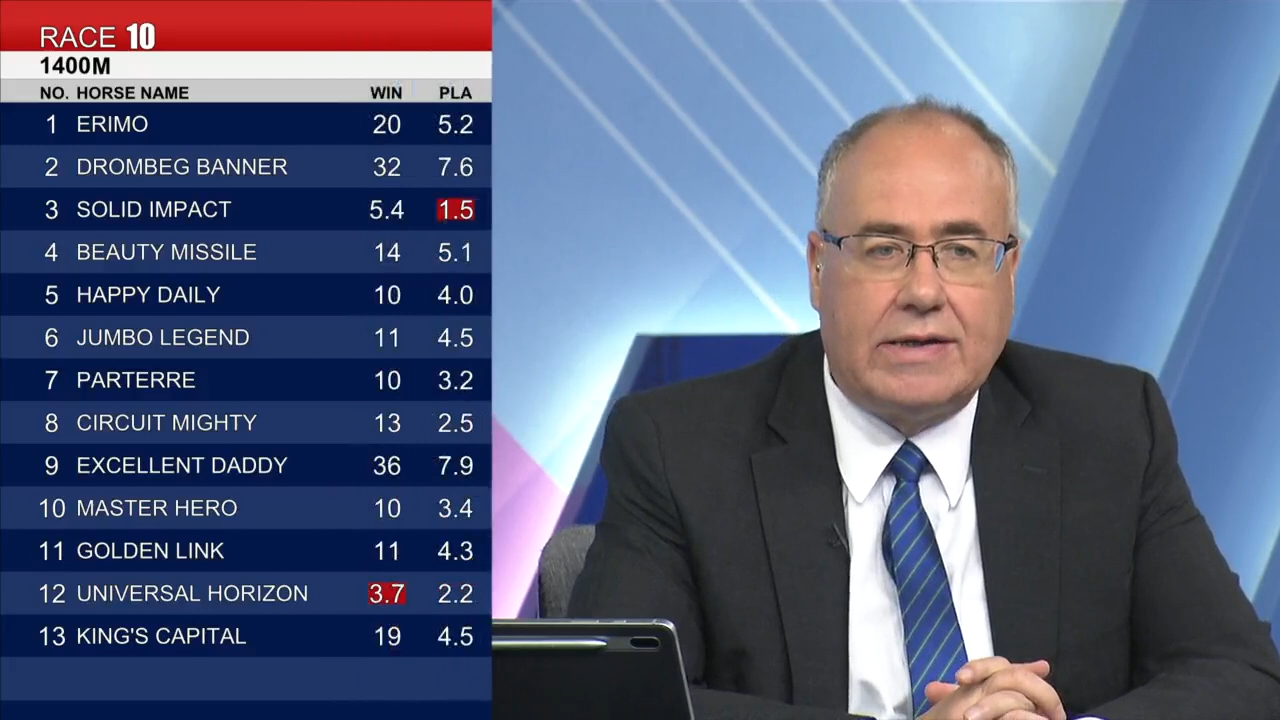 RACE 10
1400M
NO. HORSE NAME WIN PLA
1 ERIMO 20 5.2
2 DROMBEG BANNER 32 7.6
3 SOLID IMPACT 5.4 1.5
4 BEAUTY MISSILE 14 5.1
5 HAPPY DAILY 10 4.0
6 JUMBO LEGEND 11 4.5
7 PARTERRE 10 3.2
8 CIRCUIT MIGHTY 13 2.5
9 EXCELLENT DADDY 36 7.9
10 MASTER HERO 10 3.4
11 GOLDEN LINK 11 4.3
12 UNIVERSAL HORIZON 3.7 2.2
13 KING'S CAPITAL 19 4.5